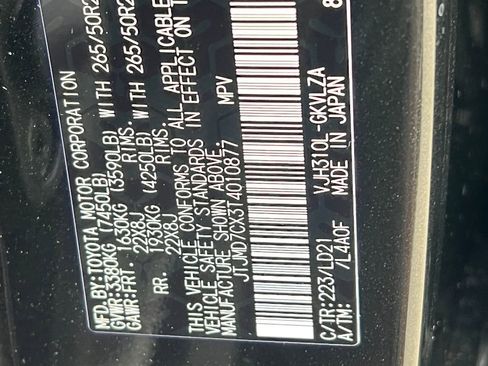 MFD.BY:TOYOTA MOTOR CORPORATION
GVWR:3380KG (7450LB)
GAWR:FRT. 1630KG (3590LB) WITH 265/50R2
22X8J RIMS,
RR. 1930KG (4250LB) WITH 265/50R2
22X8J RIMS,
THIS VEHICLE CONFORMS TO ALL APPLICABLE
VEHICLE SAFETY STANDARDS IN EFFECT ON
MANUFACTURE SHOWN ABOVE.
JTJMD7CX3T4010877 MPV
VJH310L-GKVLZA
C/TR:223/LD21 MADE IN JAPAN
A/TM: /L4A0F